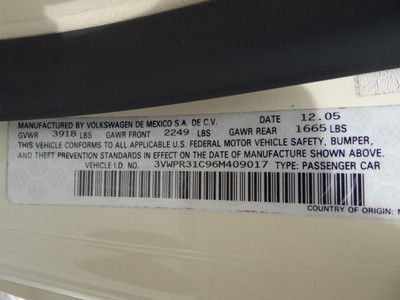 MANUFACTURED BY VOLKSWAGEN DE MEXICO S.A. DE C.V. DATE 12.05
GVWR 3918 LBS GAWR FRONT 2249 LBS GAWR REAR 1665 LBS
THIS VEHICLE CONFORMS TO ALL APPLICABLE U.S. FEDERAL MOTOR VEHICLE SAFETY, BUMPER,
AND THEFT PREVENTION STANDARDS IN EFFECT ON THE DATE OF MANUFACTURE SHOWN ABOVE.
VEHICLE I.D. NO. 3VWPR31C96M409017 TYPE: PASSENGER CAR
COUNTRY OF ORIGIN: